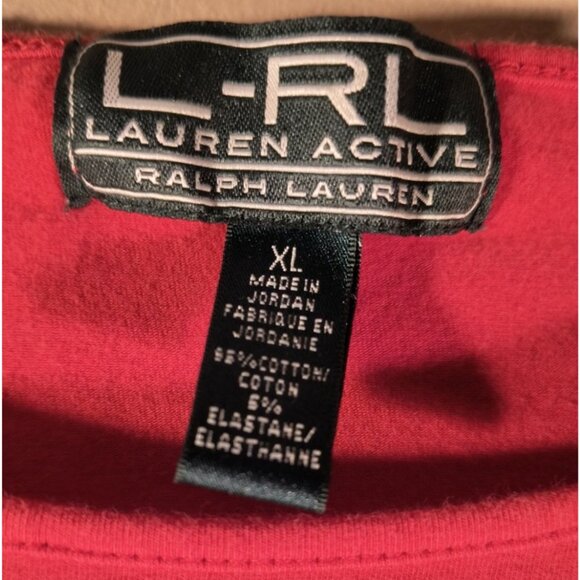 L-RL
LAUREN ACTIVE
RALPH LAUREN
XL
MADE IN
JORDAN
FABRIQUE EN
JORDANIE
95% COTTON/
COTON
5%
ELASTANE/
ELASTHANNE